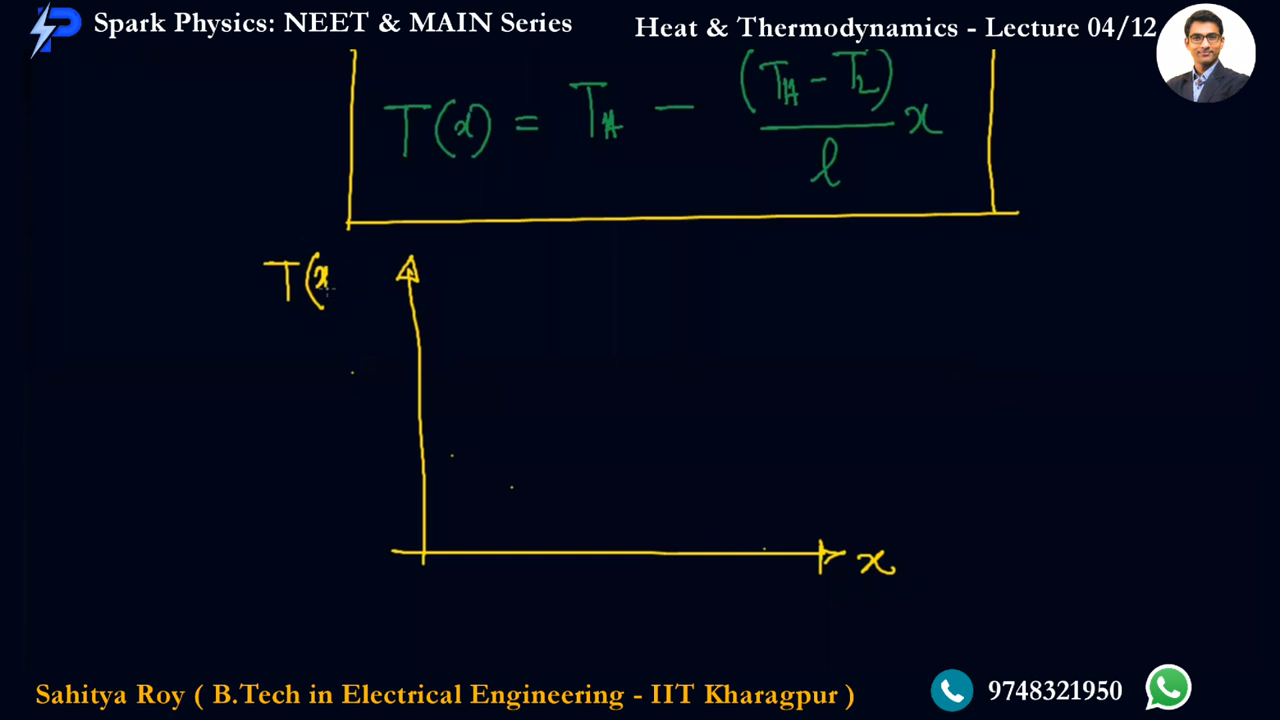 Spark Physics: NEET & MAIN Series
Heat & Thermodynamics - Lecture 04/12
T(x) = T_H - (T_H - T_L)/l x
T(x
x
Sahitya Roy ( B.Tech in Electrical Engineering - IIT Kharagpur )
9748321950